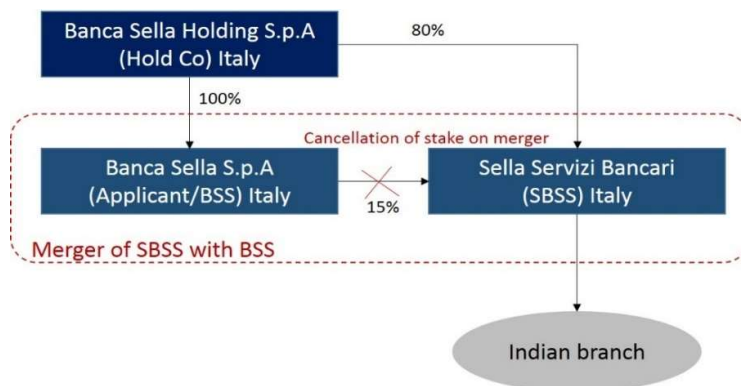 Banca Sella Holding S.p.A
(Hold Co) Italy
80%
100%
Cancellation of stake on merger
Banca Sella S.p.A
(Applicant/BSS) Italy
15%
Sella Servizi Bancari
(SBSS) Italy
Merger of SBSS with BSS
Indian branch